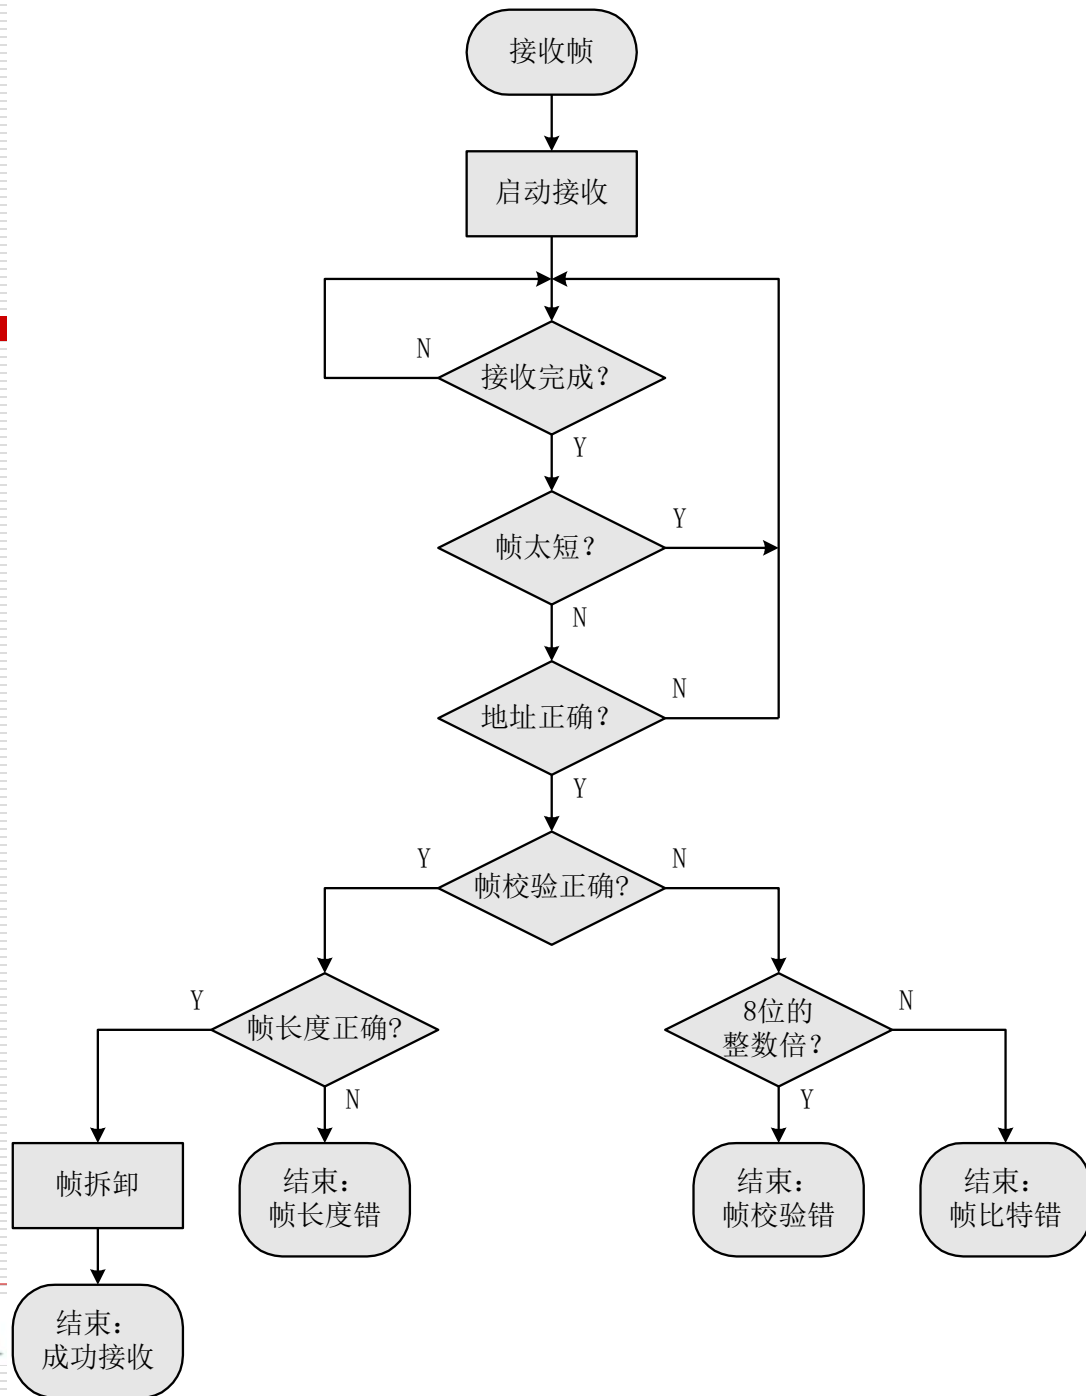 接收帧
启动接收
N
接收完成？
Y
帧太短？
Y
N
地址正确？
N
Y
Y
帧校验正确?
N
Y
帧长度正确?
N
8位的
整数倍？
N
Y
帧拆卸
结束：
帧长度错
结束：
帧校验错
结束：
帧比特错
结束：
成功接收